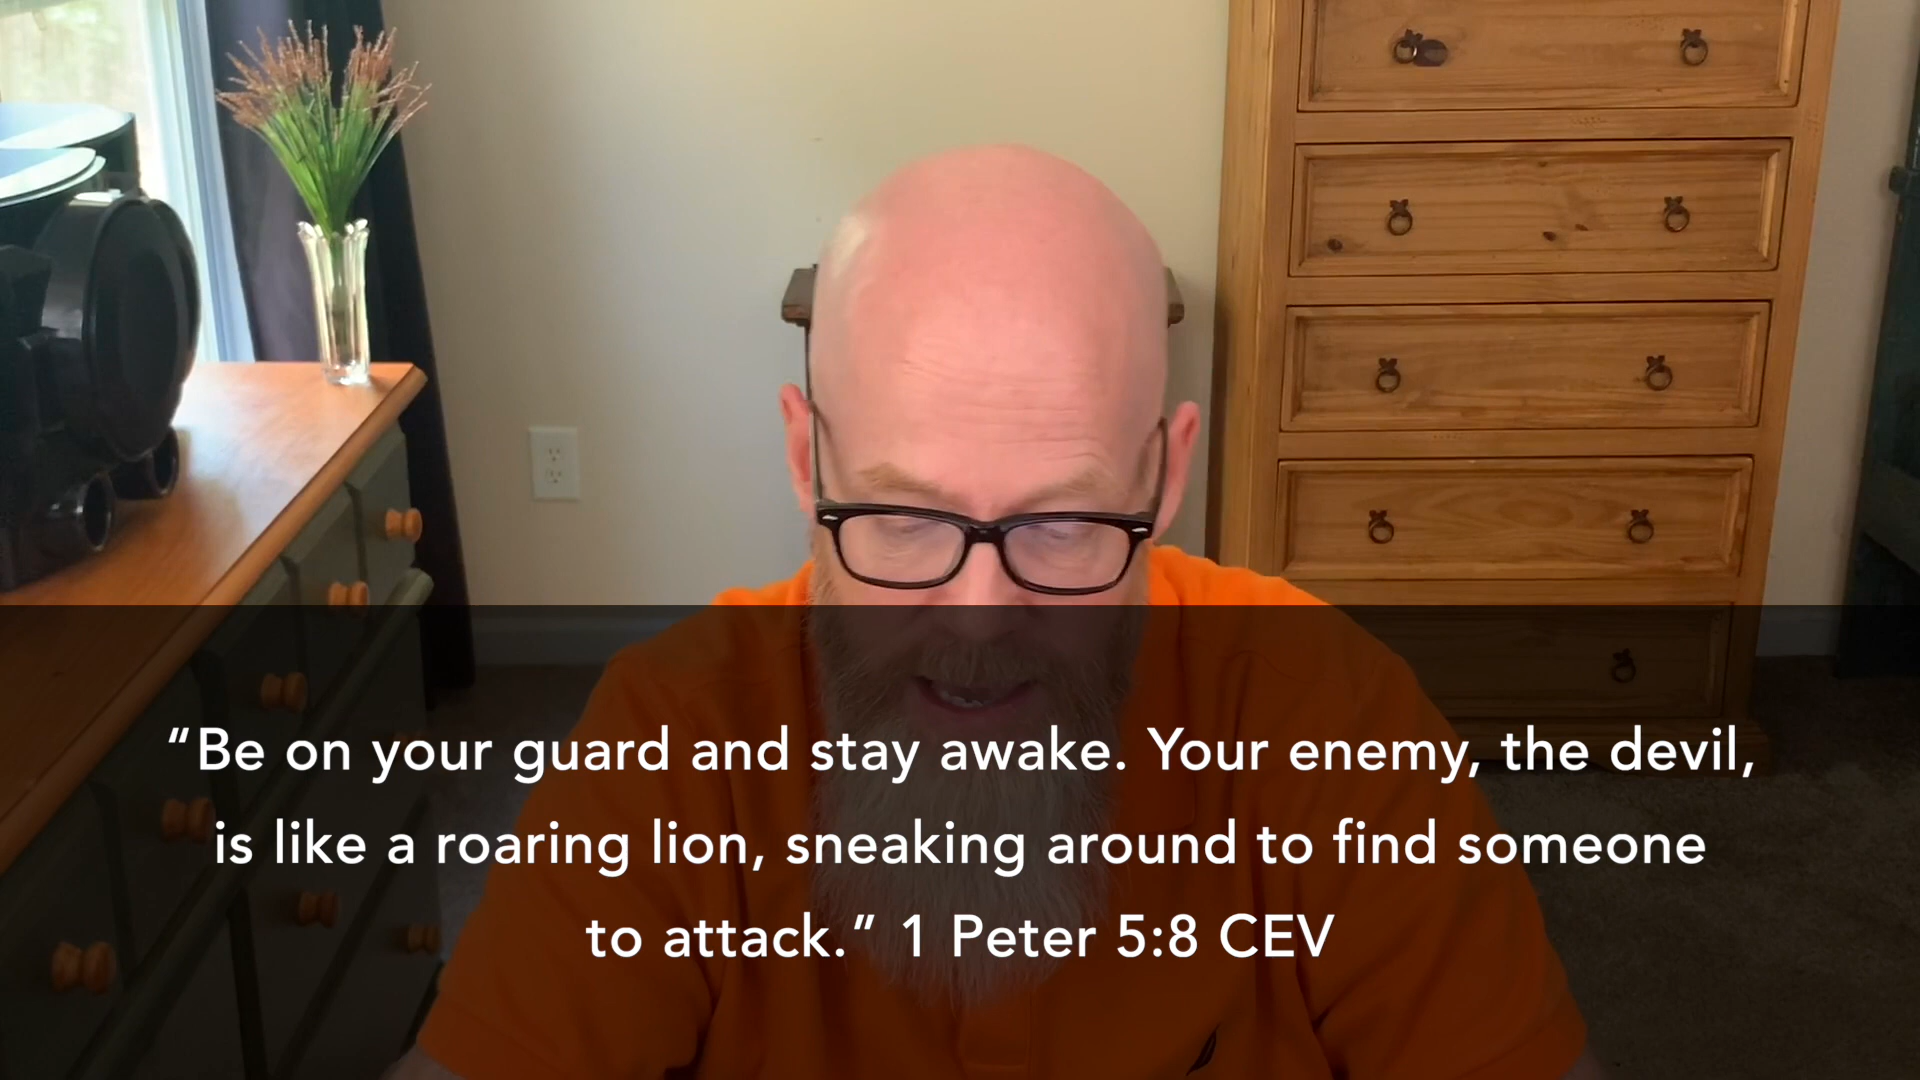 “Be on your guard and stay awake. Your enemy, the devil,
is like a roaring lion, sneaking around to find someone
to attack.” 1 Peter 5:8 CEV